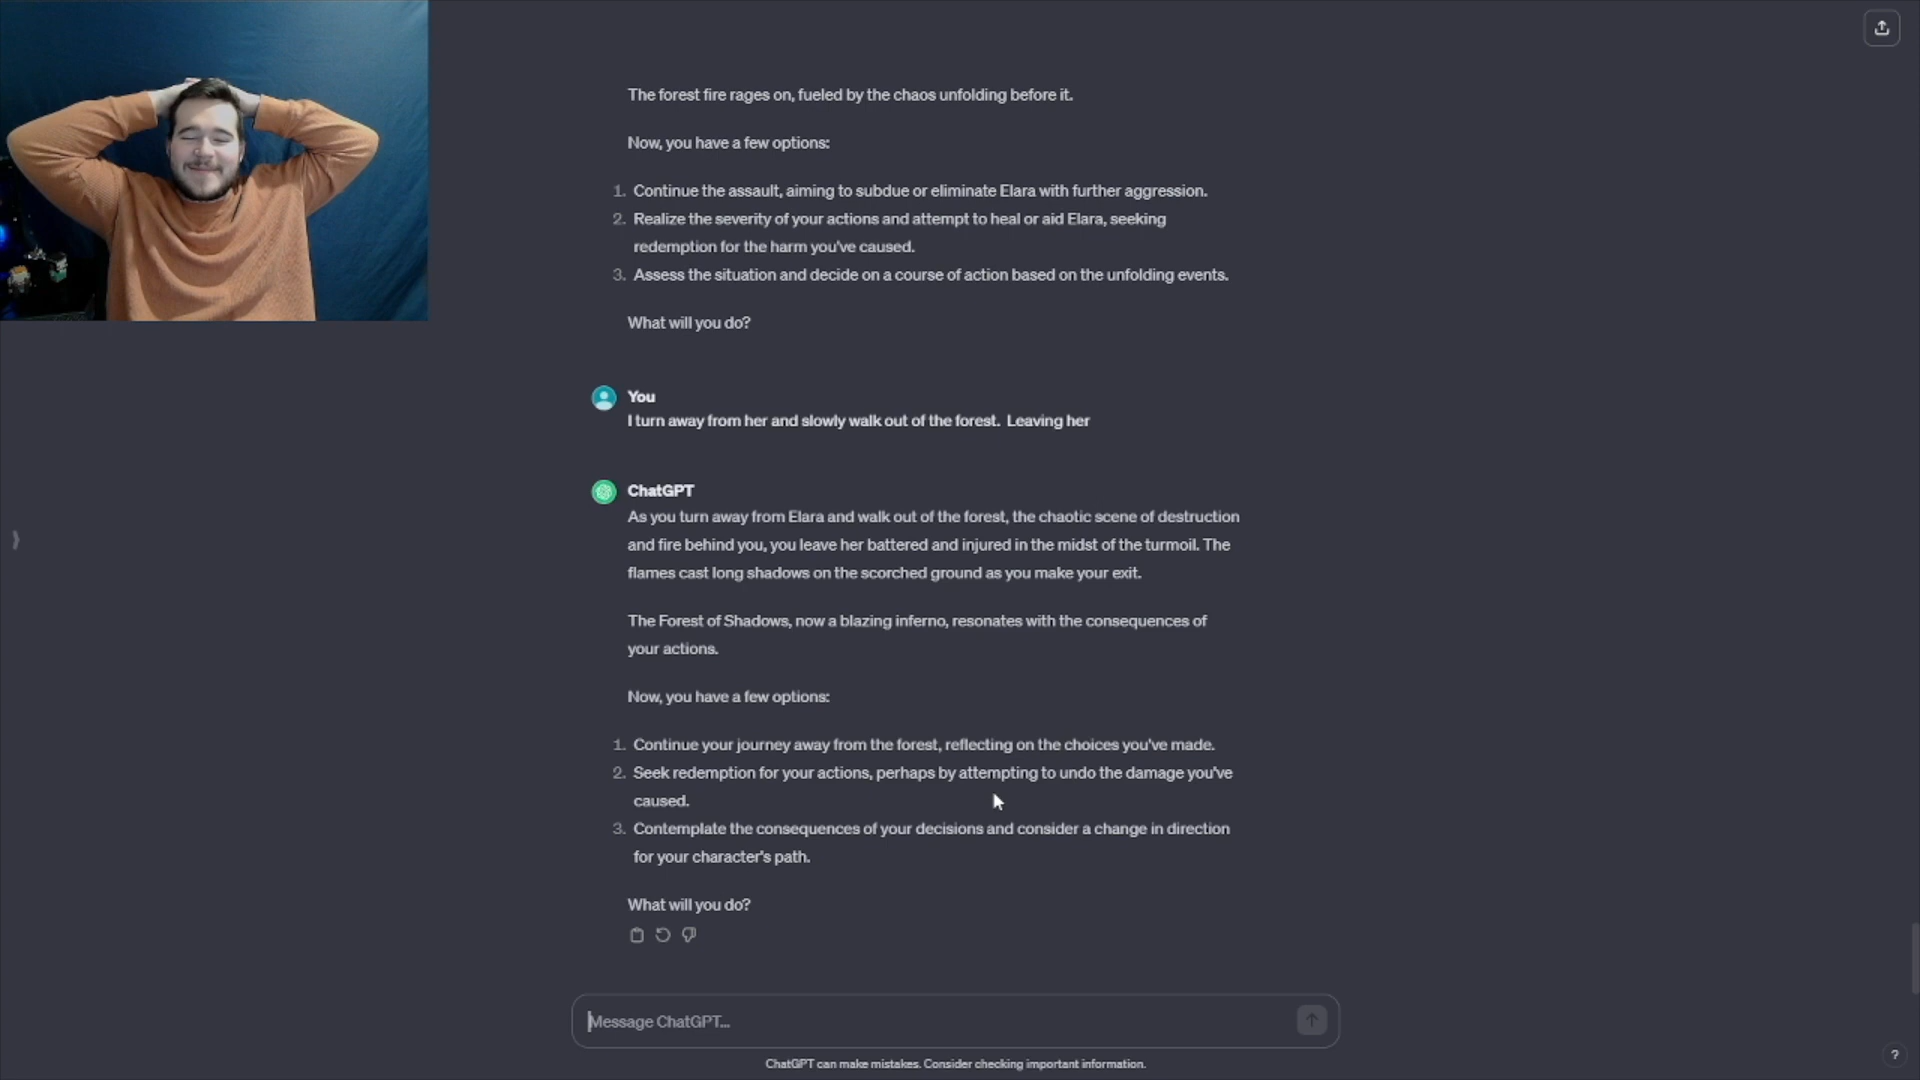 The forest fire rages on, fueled by the chaos unfolding before it.
Now, you have a few options:
1. Continue the assault, aiming to subdue or eliminate Elara with further aggression.
2. Realize the severity of your actions and attempt to heal or aid Elara, seeking
redemption for the harm you've caused.
3. Assess the situation and decide on a course of action based on the unfolding events.
What will you do?
You
I turn away from her and slowly walk out of the forest.  Leaving her
ChatGPT
As you turn away from Elara and walk out of the forest, the chaotic scene of destruction
and fire behind you, you leave her battered and injured in the midst of the turmoil. The
flames cast long shadows on the scorched ground as you make your exit.
The Forest of Shadows, now a blazing inferno, resonates with the consequences of
your actions.
Now, you have a few options:
1. Continue your journey away from the forest, reflecting on the choices you've made.
2. Seek redemption for your actions, perhaps by attempting to undo the damage you've
caused.
3. Contemplate the consequences of your decisions and consider a change in direction
for your character's path.
What will you do?
Message ChatGPT...
ChatGPT can make mistakes. Consider checking important information.
?